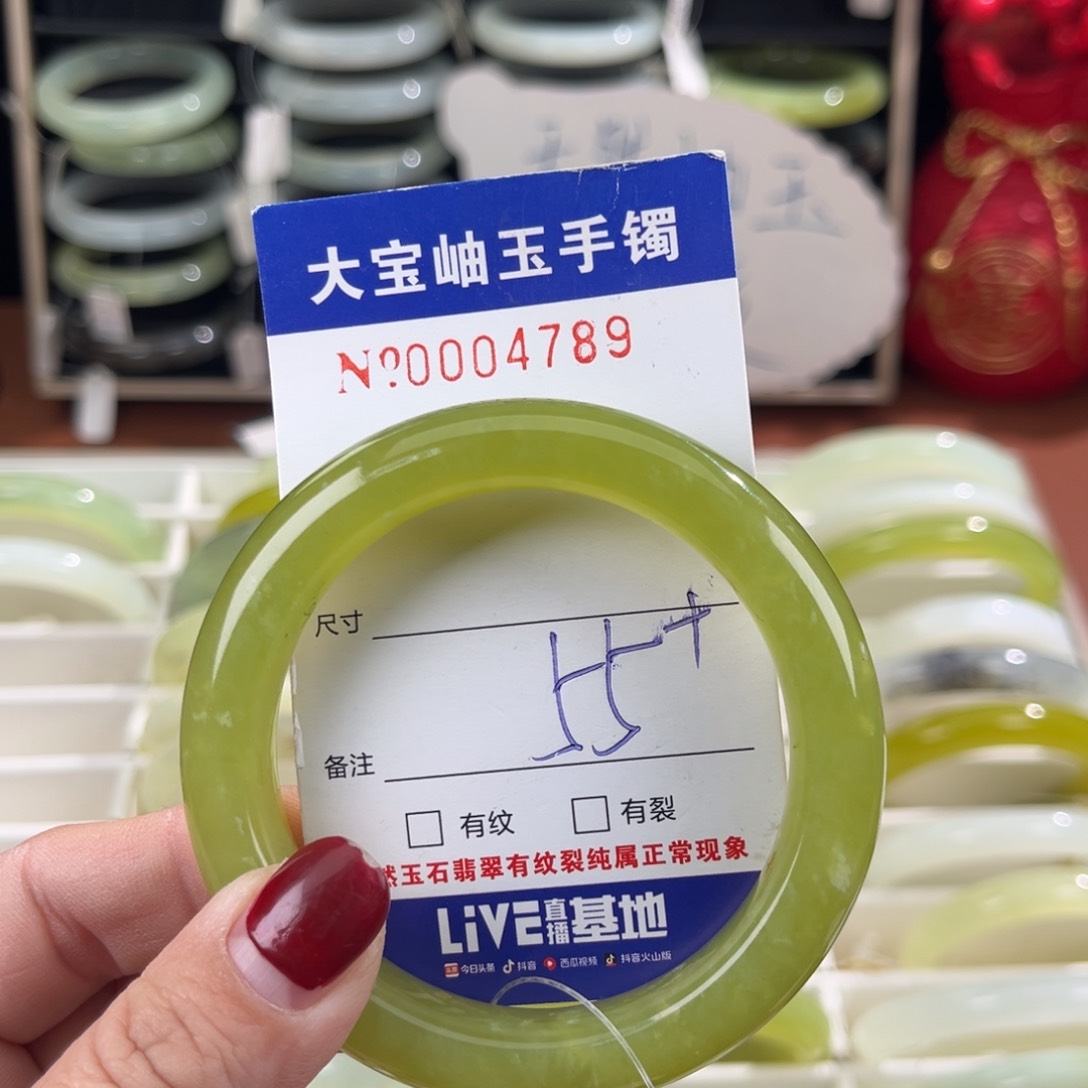 大宝岫玉手镯
№0004789
尺寸
55+
备注
有纹
有裂
然玉石翡翠有纹裂纯属正常现象
LiVE直播基地
今日头条 抖音 西瓜视频 抖音火山版